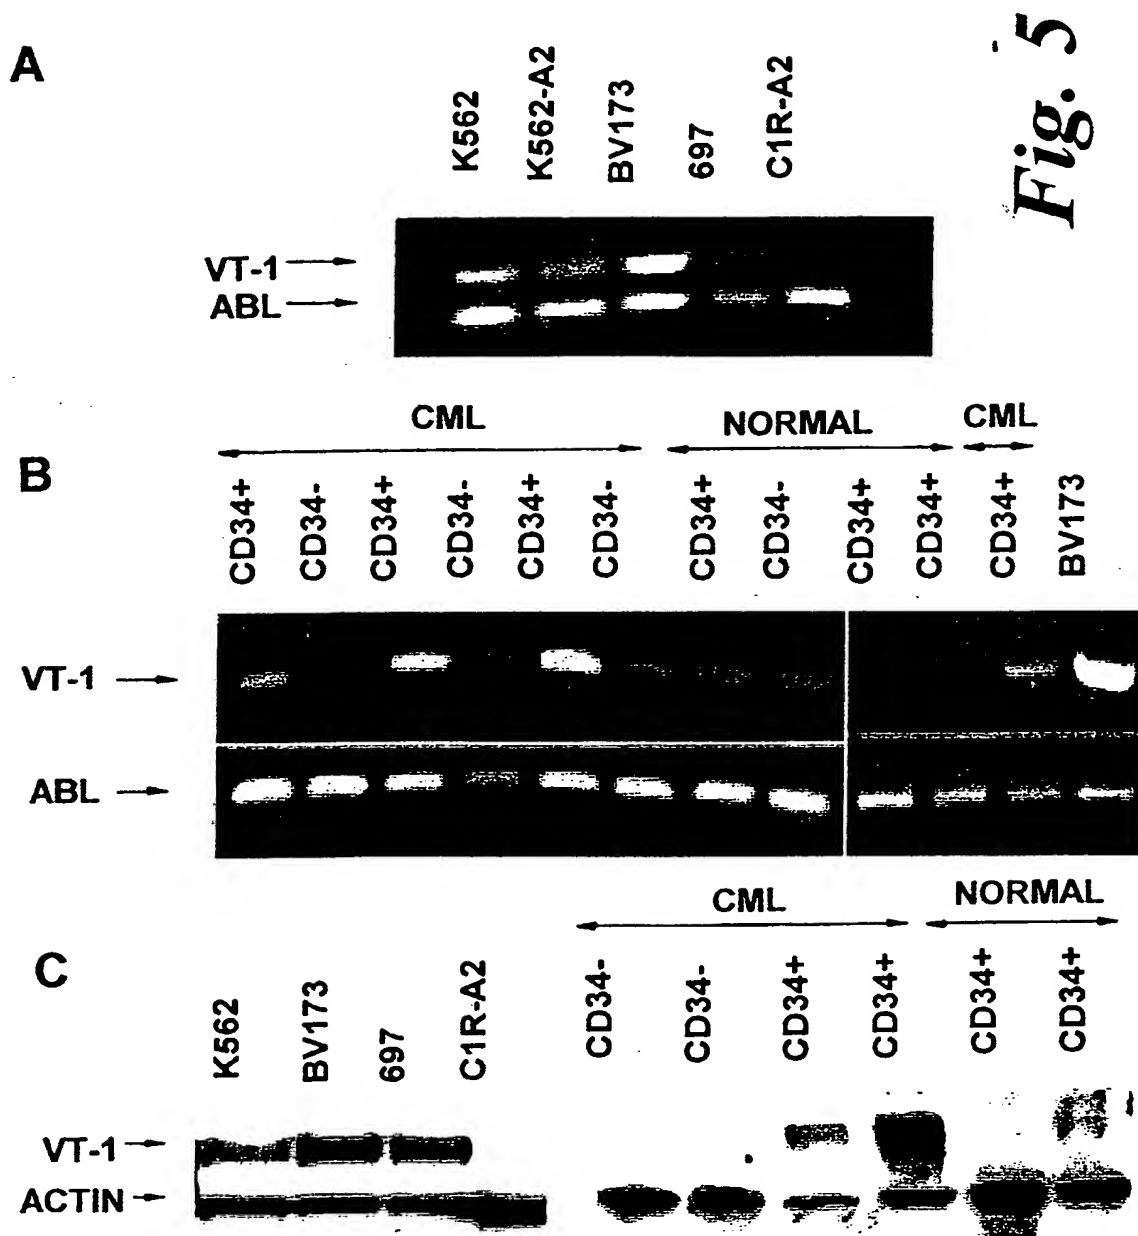 Fig. 5
A
K562
K562-A2
BV173
697
C1R-A2
VT-1
ABL
B
CML
NORMAL
CML
CD34+
CD34-
CD34+
CD34-
CD34+
CD34-
CD34+
CD34-
CD34+
CD34+
CD34+
BV173
VT-1
ABL
C
CML
NORMAL
K562
BV173
697
C1R-A2
CD34-
CD34-
CD34+
CD34+
CD34+
CD34+
VT-1
ACTIN